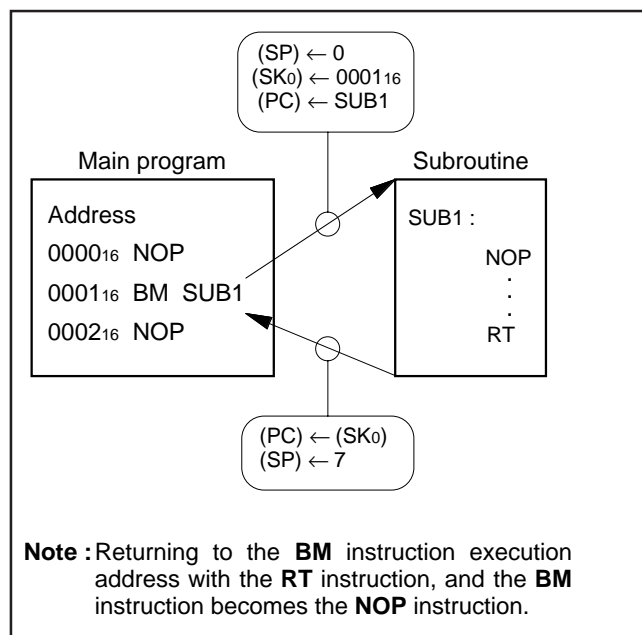 (SP) ← 0
(SK₀) ← 0001₁₆
(PC) ← SUB1
Main program
Subroutine
Address
0000₁₆ NOP
0001₁₆ BM SUB1
0002₁₆ NOP
SUB1 :
NOP
.
.
.
RT
(PC) ← (SK₀)
(SP) ← 7
Note : Returning to the BM instruction execution
address with the RT instruction, and the BM
instruction becomes the NOP instruction.